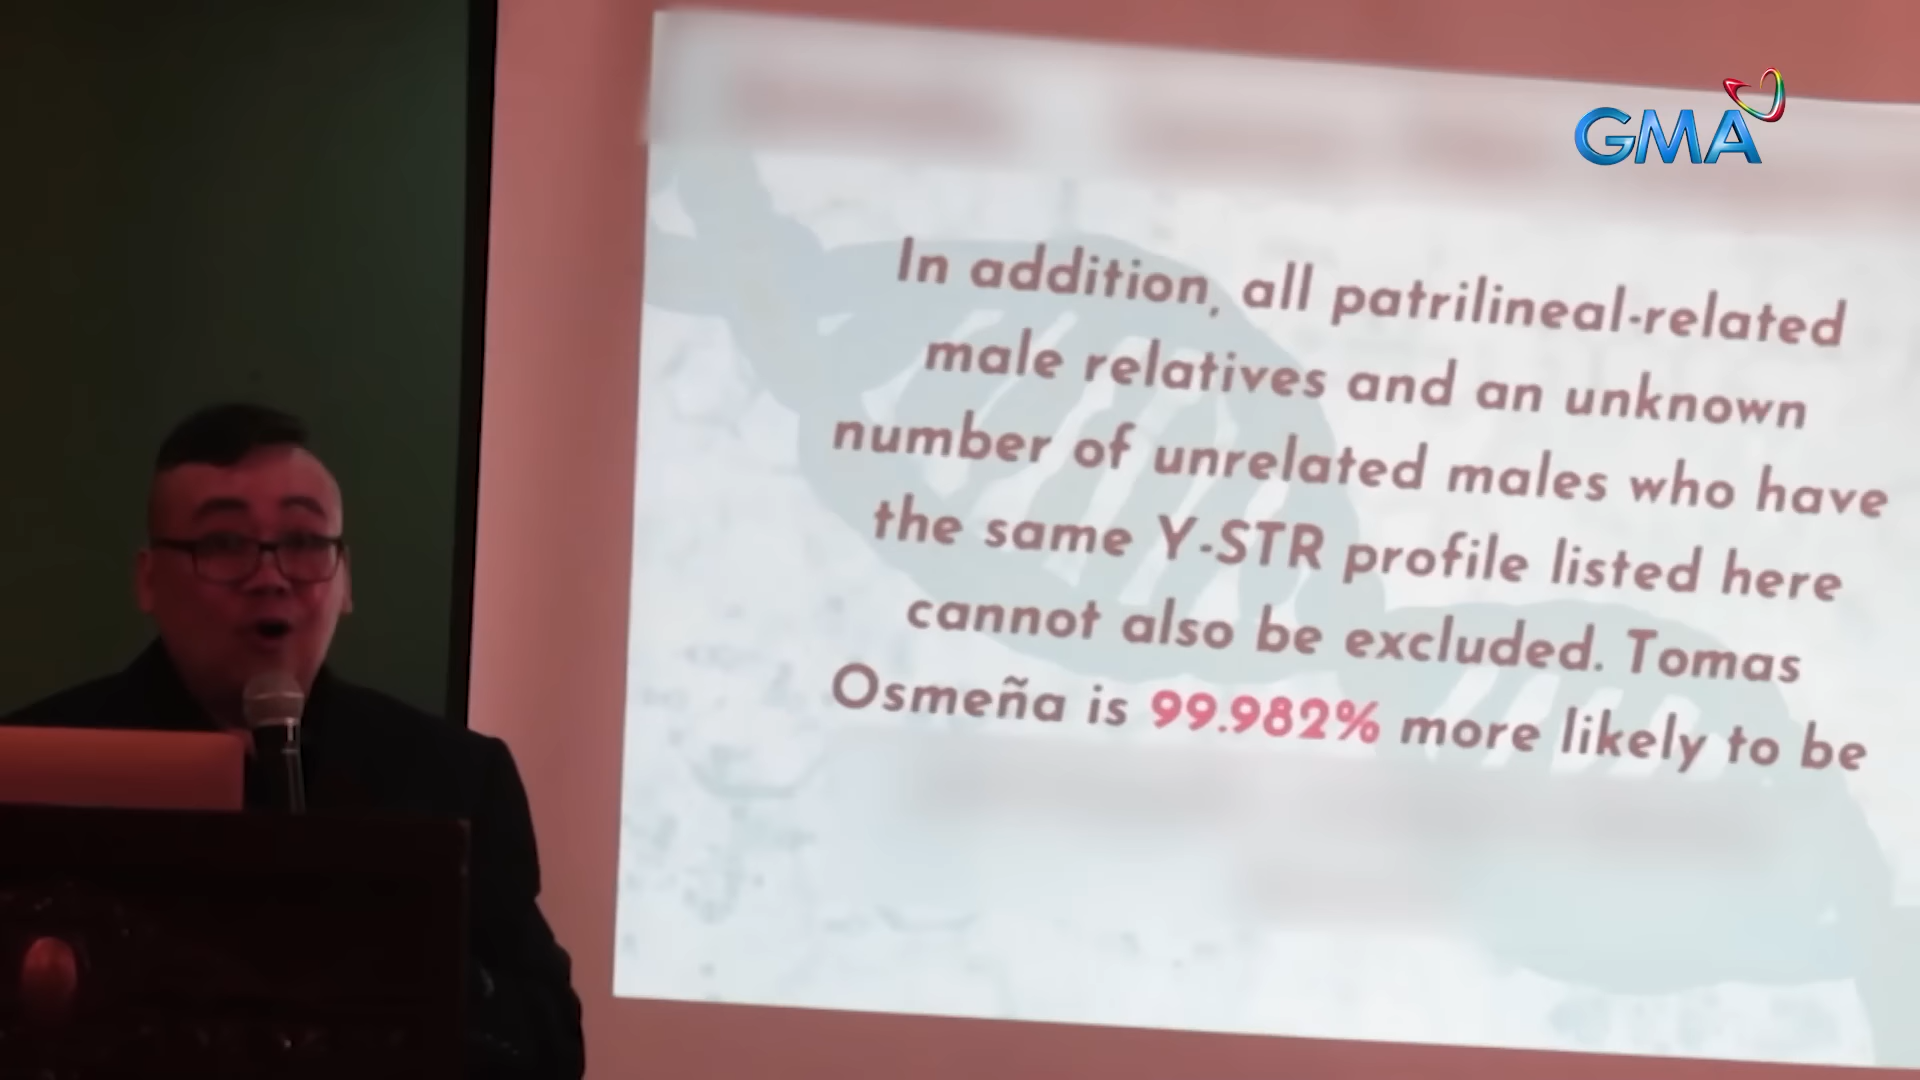 GMA
In addition, all patrilineal-related
male relatives and an unknown
number of unrelated males who have
the same Y-STR profile listed here
cannot also be excluded. Tomas
Osmeña is 99.982% more likely to be